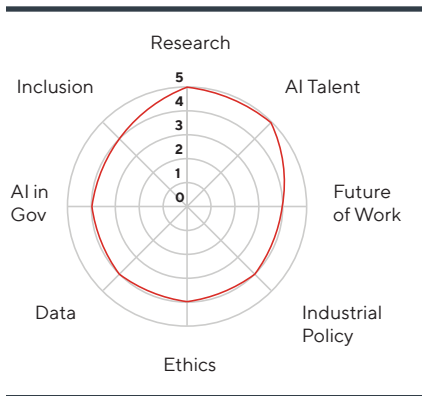 Research
Inclusion
AI Talent
5
4
3
2
1
0
AI in
Gov
Future
of Work
Data
Industrial
Policy
Ethics